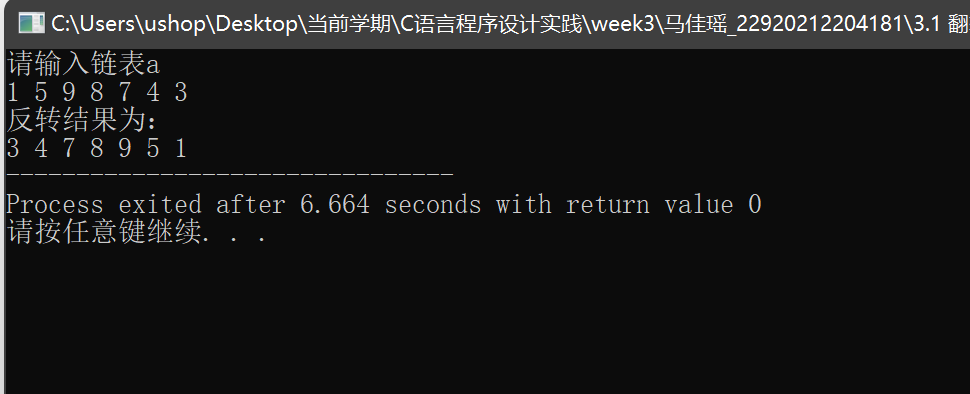 C:\Users\ushop\Desktop\当前学期\C语言程序设计实践\week3\马佳瑶_22920212204181\3.1 翻
请输入链表a
1 5 9 8 7 4 3
反转结果为:
3 4 7 8 9 5 1
--------------------------------
Process exited after 6.664 seconds with return value 0
请按任意键继续. . .